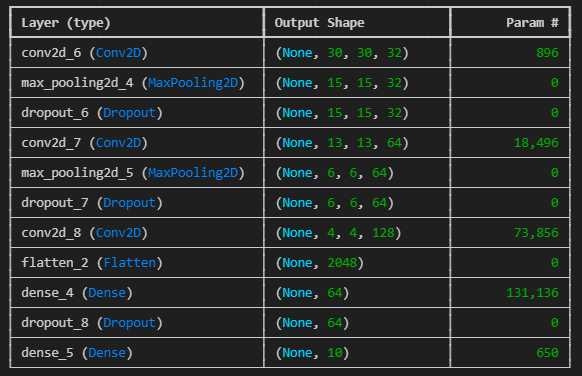 Layer (type) Output Shape Param #
conv2d_6 (Conv2D) (None, 30, 30, 32) 896
max_pooling2d_4 (MaxPooling2D) (None, 15, 15, 32) 0
dropout_6 (Dropout) (None, 15, 15, 32) 0
conv2d_7 (Conv2D) (None, 13, 13, 64) 18,496
max_pooling2d_5 (MaxPooling2D) (None, 6, 6, 64) 0
dropout_7 (Dropout) (None, 6, 6, 64) 0
conv2d_8 (Conv2D) (None, 4, 4, 128) 73,856
flatten_2 (Flatten) (None, 2048) 0
dense_4 (Dense) (None, 64) 131,136
dropout_8 (Dropout) (None, 64) 0
dense_5 (Dense) (None, 10) 650